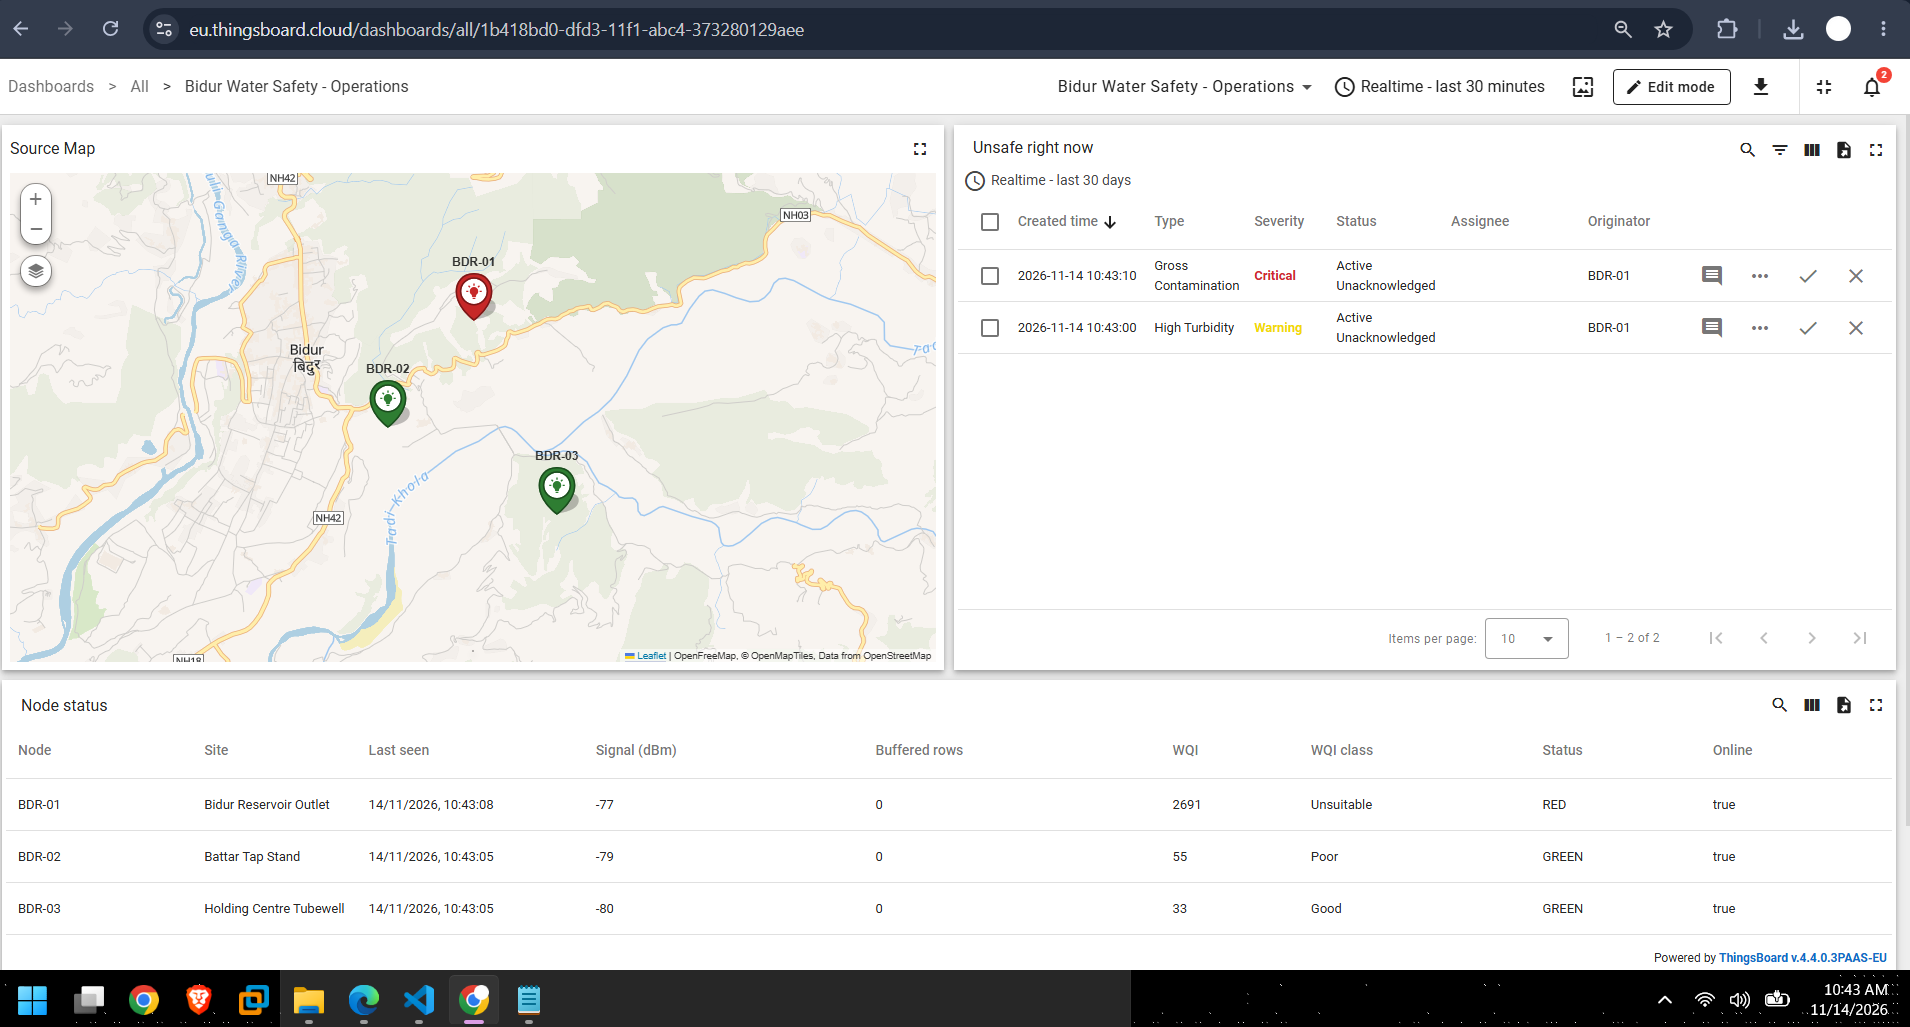 eu.thingsboard.cloud/dashboards/all/1b418bd0-dfd3-11f1-abc4-373280129aee
Dashboards > All > Bidur Water Safety - Operations
Bidur Water Safety - Operations
Realtime - last 30 minutes
Edit mode
2
Source Map
NH42
NH03
BDR-01
Bidur
बिदुर
BDR-02
BDR-03
NH42
Tadi Khola
Leaflet | OpenFreeMap, © OpenMapTiles, Data from OpenStreetMap
Unsafe right now
Realtime - last 30 days
Created time Type Severity Status Assignee Originator
2026-11-14 10:43:10 Gross Contamination Critical Active Unacknowledged BDR-01
2026-11-14 10:43:00 High Turbidity Warning Active Unacknowledged BDR-01
Items per page: 10 1 – 2 of 2
Node status
Node Site Last seen Signal (dBm) Buffered rows WQI WQI class Status Online
BDR-01 Bidur Reservoir Outlet 14/11/2026, 10:43:08 -77 0 2691 Unsuitable RED true
BDR-02 Battar Tap Stand 14/11/2026, 10:43:05 -79 0 55 Poor GREEN true
BDR-03 Holding Centre Tubewell 14/11/2026, 10:43:05 -80 0 33 Good GREEN true
Powered by ThingsBoard v.4.4.0.3PAAS-EU
10:43 AM
11/14/2026